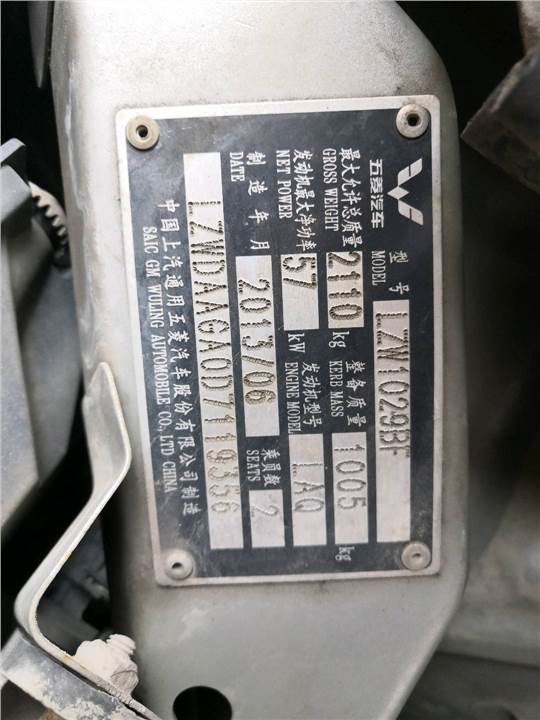 五菱汽车
型号 MODEL LZW1029BF
最大允许总质量 GROSS WEIGHT 2110 kg 整备质量 KERB MASS 1005 kg
发动机最大净功率 NET POWER 57 kW 发动机型号 ENGINE MODEL LAQ
制造年月 DATE 2013/06 乘员数 SEATS 2
LZWDAAGA0D7119356
中国上汽通用五菱汽车股份有限公司制造
SAIC GM WULING AUTOMOBILE CO., LTD CHINA